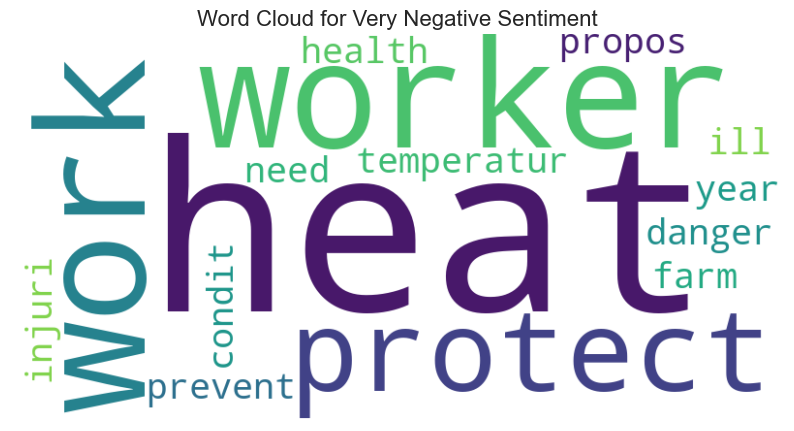 Word Cloud for Very Negative Sentiment
health
propos
work
worker
ill
need
temperatur
year
heat
danger
farm
injuri
condit
prevent
protect